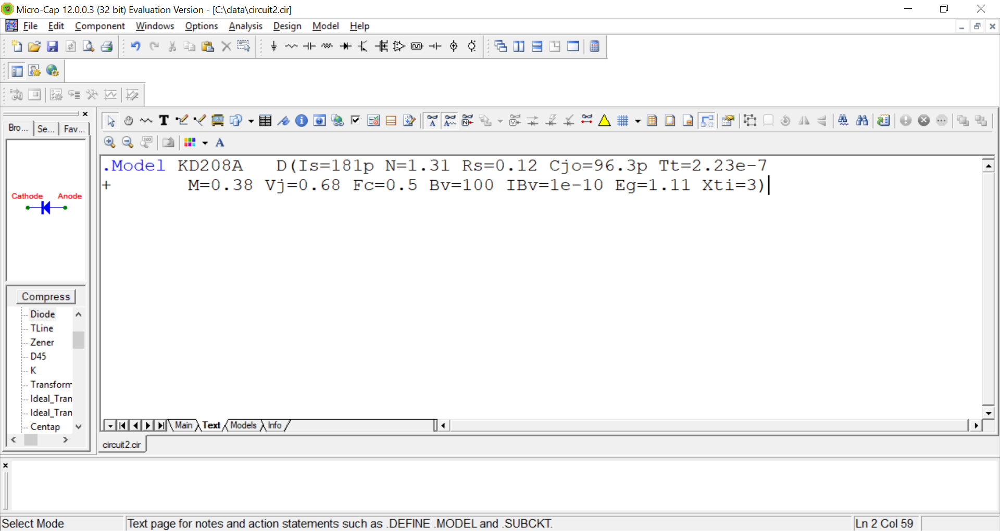 Micro-Cap 12.0.0.3 (32 bit) Evaluation Version - [C:\data\circuit2.cir]
File Edit Component Windows Options Analysis Design Model Help
Bro... Se... Fav...
.Model KD208A D(Is=181p N=1.31 Rs=0.12 Cjo=96.3p Tt=2.23e-7
+ M=0.38 Vj=0.68 Fc=0.5 Bv=100 IBv=1e-10 Eg=1.11 Xti=3)
Cathode Anode
Compress
Diode
TLine
Zener
D45
K
Transform
Ideal_Tran
Ideal_Tran
Centap
Main Text Models Info
circuit2.cir
Select Mode
Text page for notes and action statements such as .DEFINE .MODEL and .SUBCKT.
Ln 2 Col 59